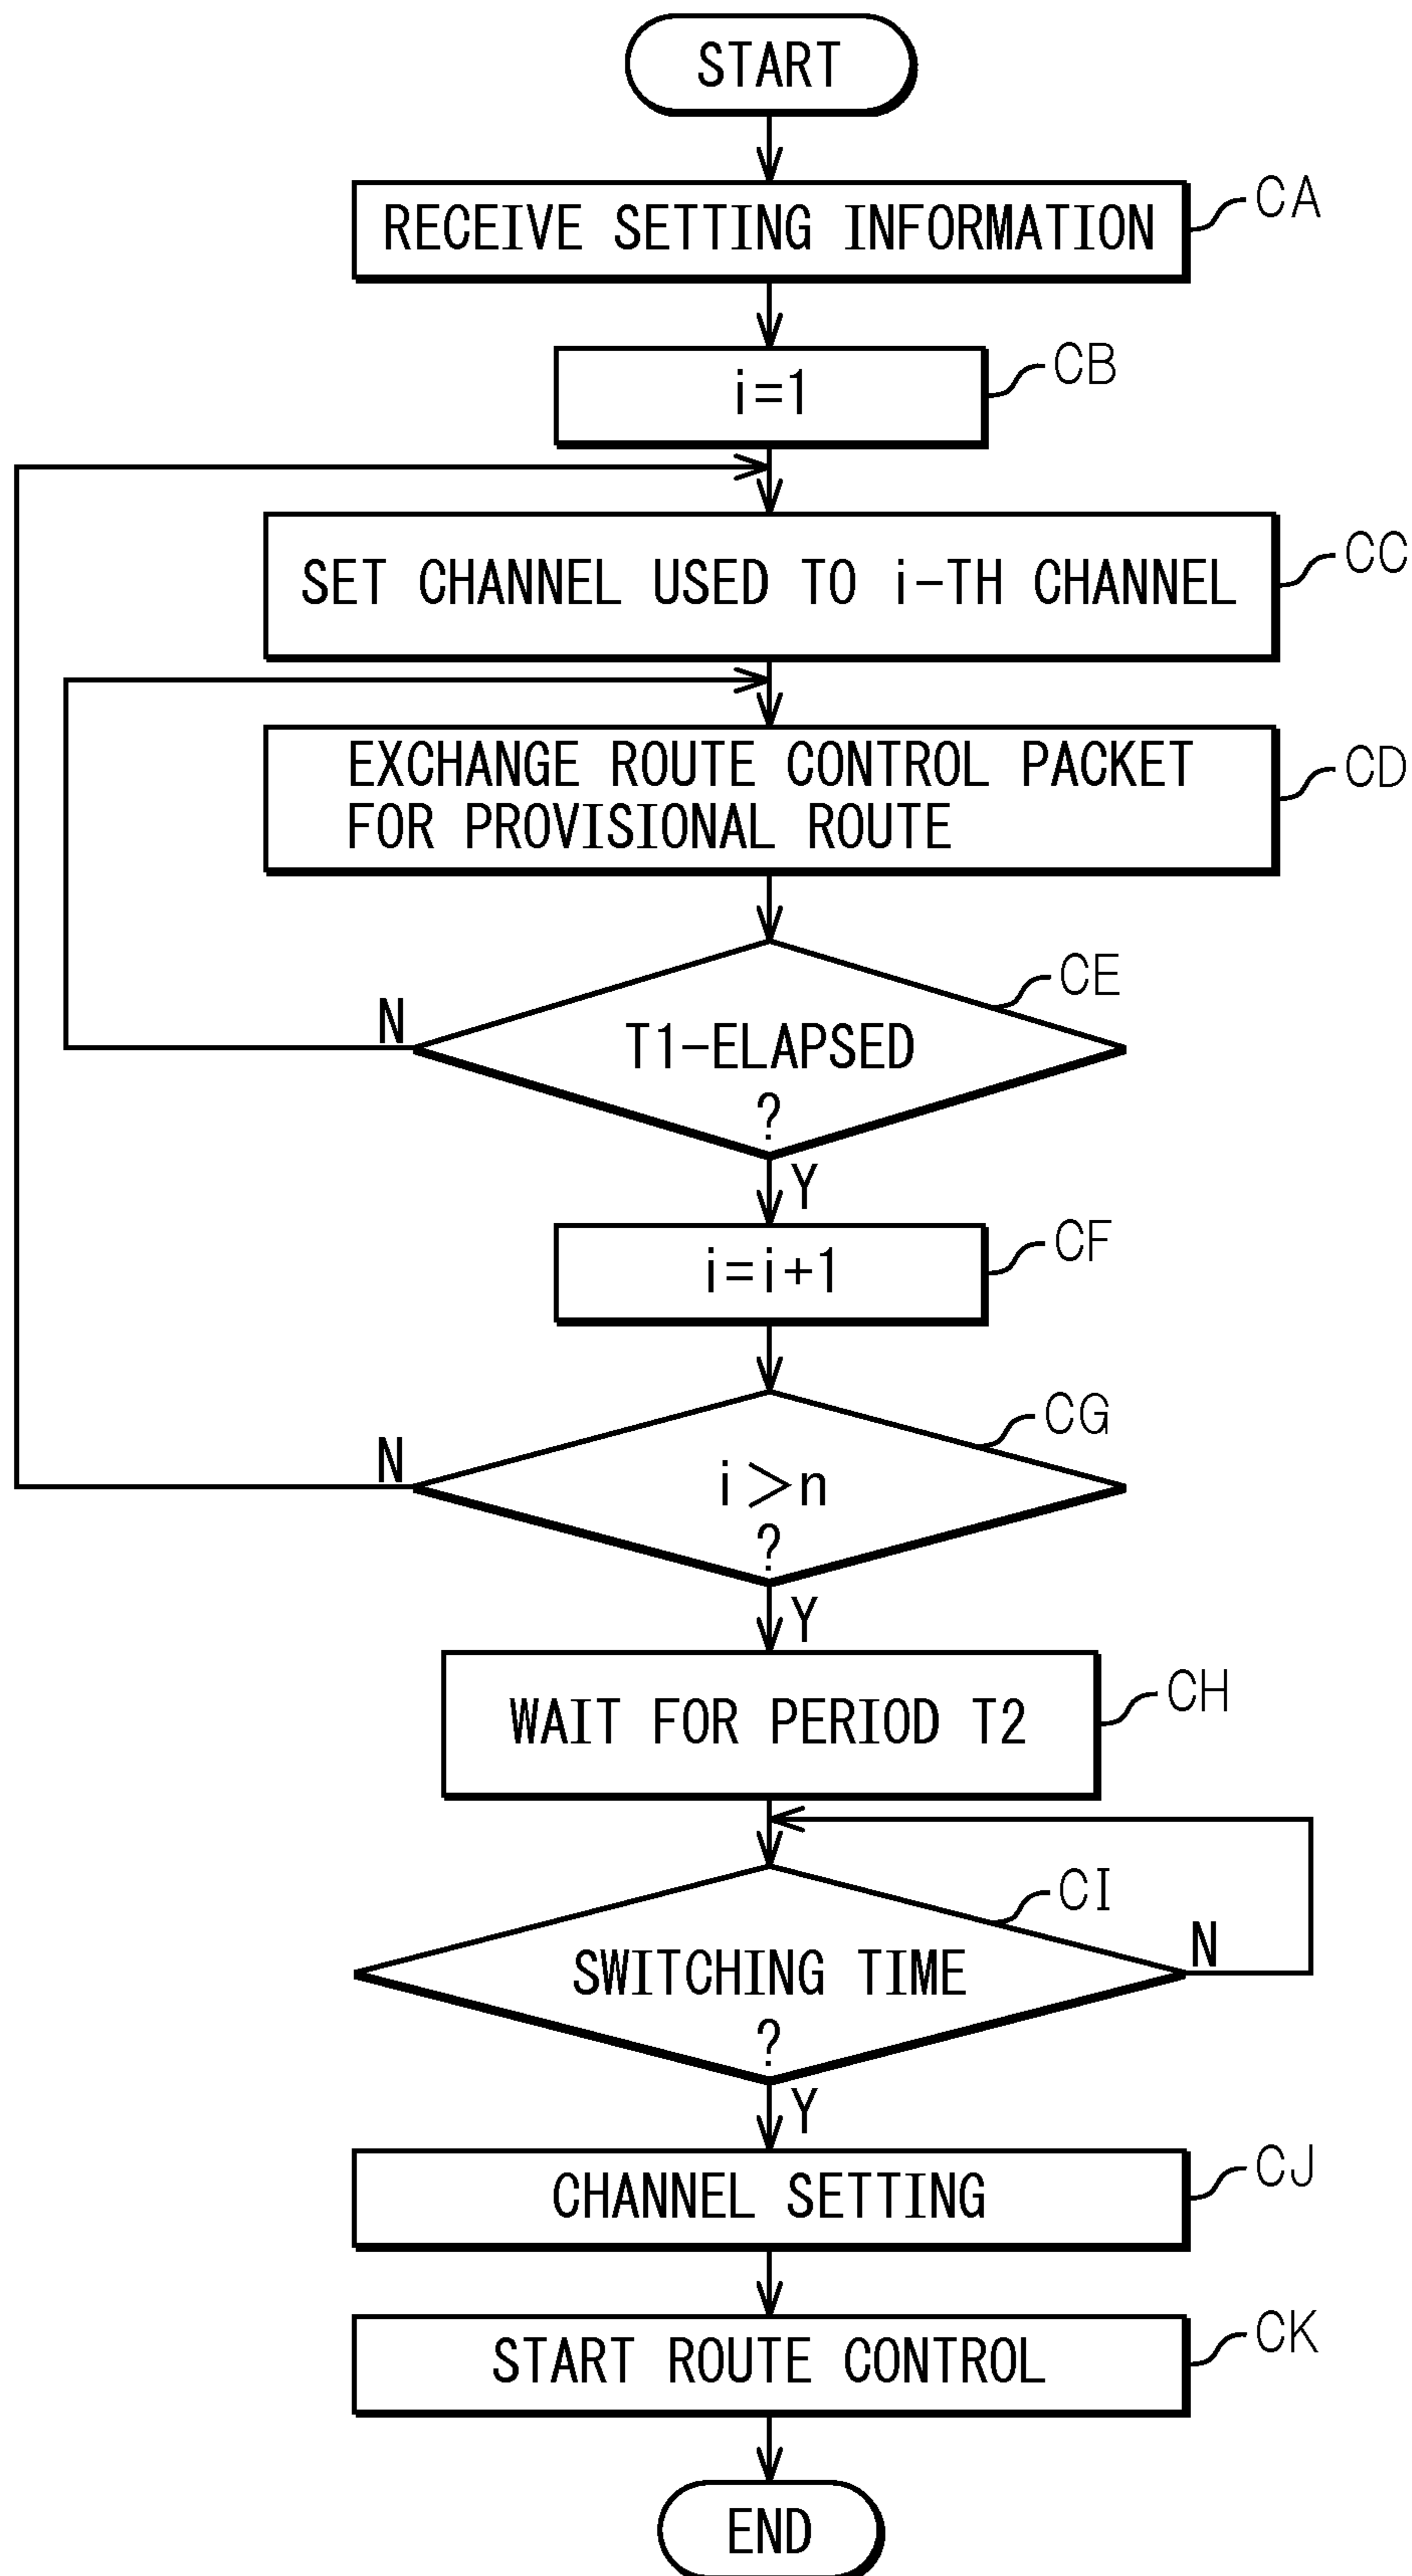 START
RECEIVE SETTING INFORMATION
CA
i=1
CB
SET CHANNEL USED TO i-TH CHANNEL
CC
EXCHANGE ROUTE CONTROL PACKET
FOR PROVISIONAL ROUTE
CD
CE
N
T1-ELAPSED
?
Y
i=i+1
CF
CG
N
i>n
?
Y
WAIT FOR PERIOD T2
CH
CI
N
SWITCHING TIME
?
Y
CHANNEL SETTING
CJ
START ROUTE CONTROL
CK
END